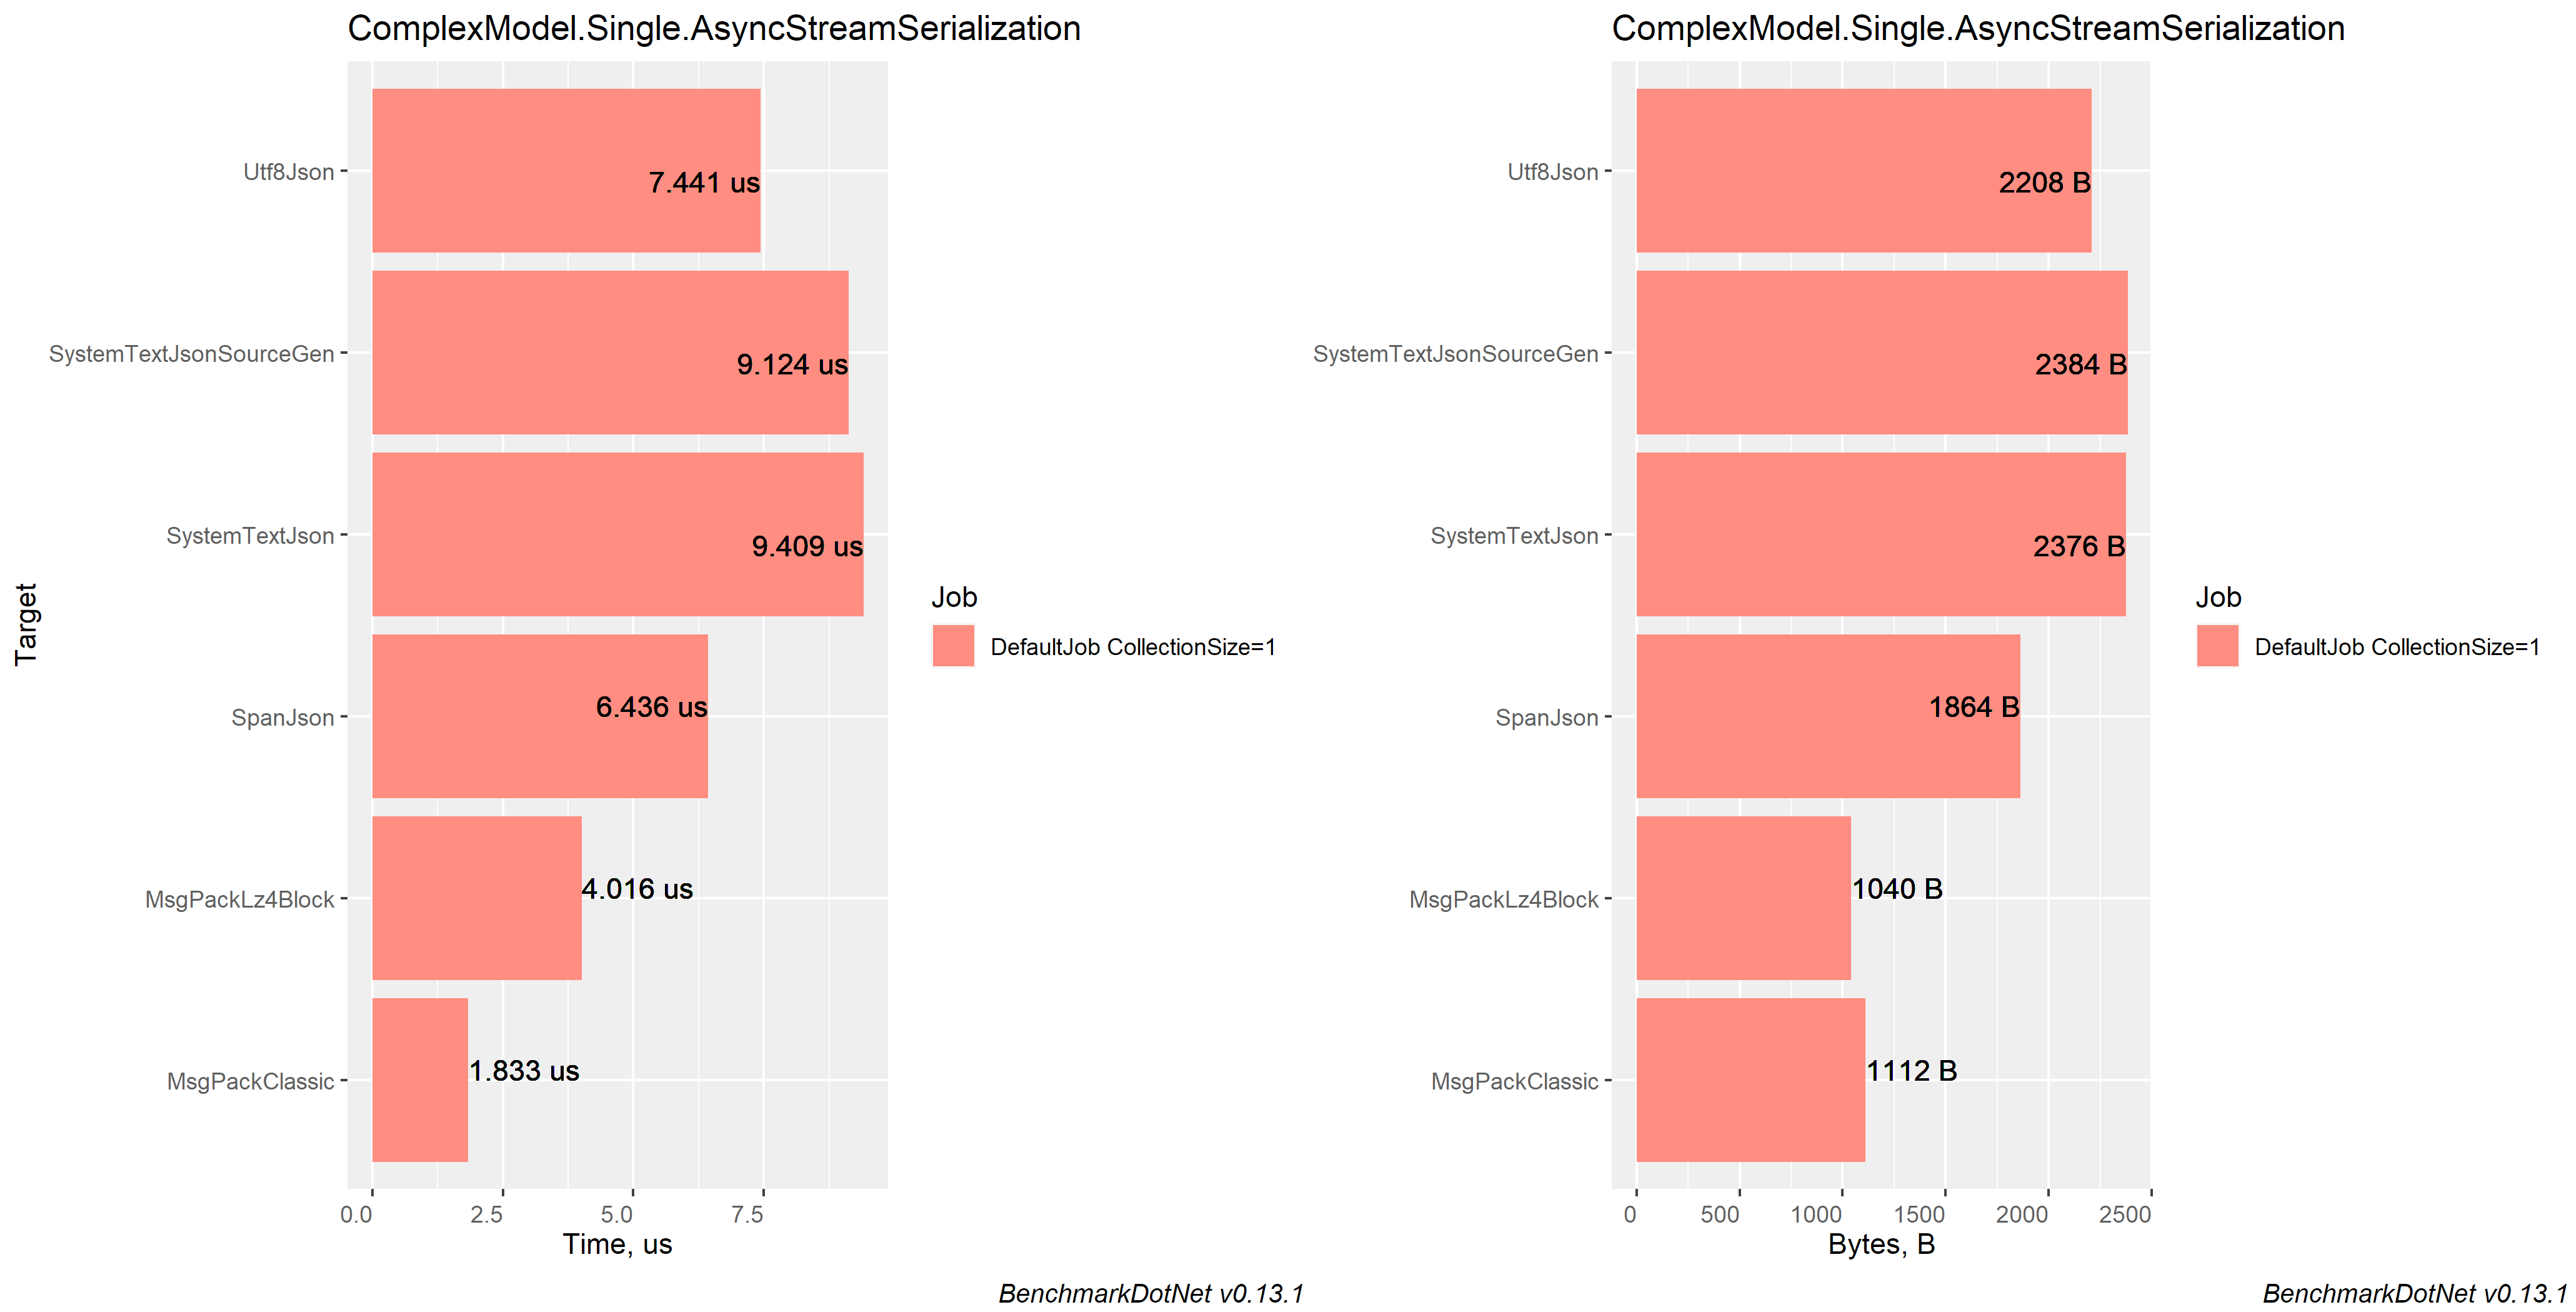 ComplexModel.Single.AsyncStreamSerialization
Target
Utf8Json
7.441 us
SystemTextJsonSourceGen
9.124 us
SystemTextJson
9.409 us
SpanJson
6.436 us
MsgPackLz4Block
4.016 us
MsgPackClassic
1.833 us
0.0 2.5 5.0 7.5
Time, us
Job
DefaultJob CollectionSize=1
BenchmarkDotNet v0.13.1
ComplexModel.Single.AsyncStreamSerialization
Utf8Json
2208 B
SystemTextJsonSourceGen
2384 B
SystemTextJson
2376 B
SpanJson
1864 B
MsgPackLz4Block
1040 B
MsgPackClassic
1112 B
0 500 1000 1500 2000 2500
Bytes, B
Job
DefaultJob CollectionSize=1
BenchmarkDotNet v0.13.1